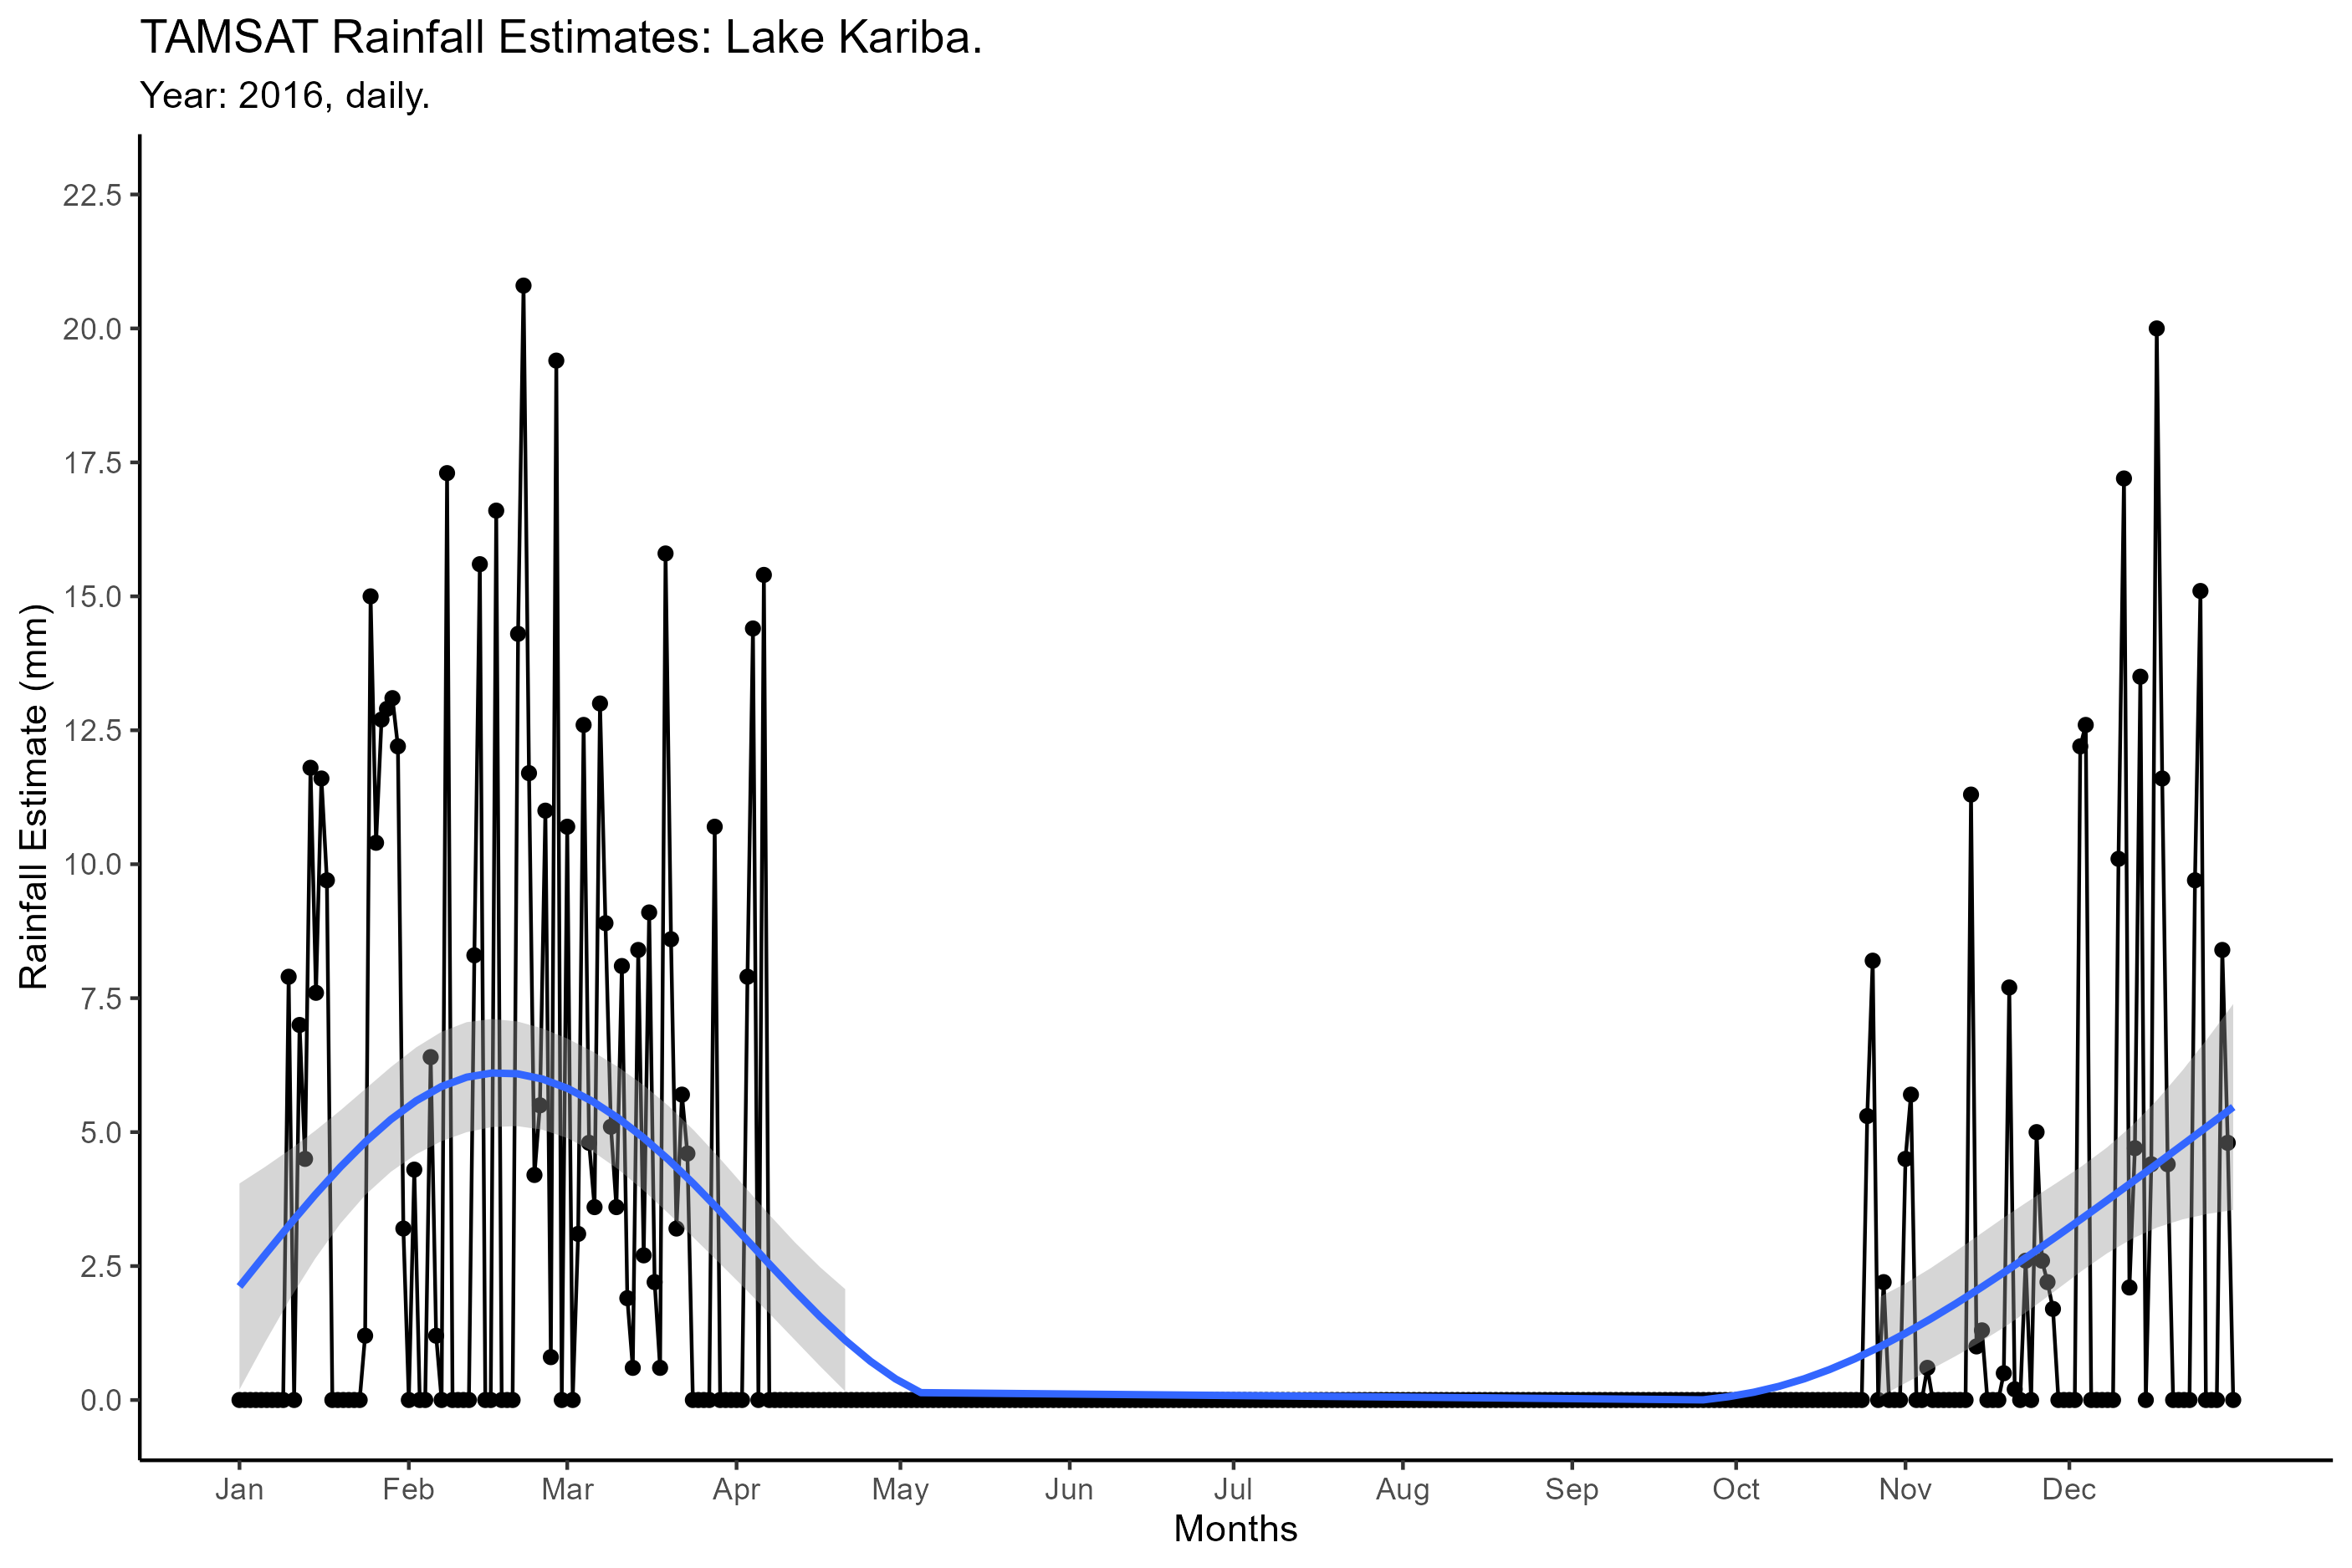 TAMSAT Rainfall Estimates: Lake Kariba.
Year: 2016, daily.
Rainfall Estimate (mm)
22.5
20.0
17.5
15.0
12.5
10.0
7.5
5.0
2.5
0.0
Jan Feb Mar Apr May Jun Jul Aug Sep Oct Nov Dec
Months